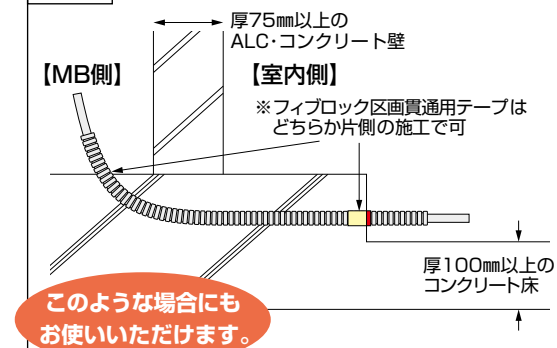 厚75㎜以上の
ALC・コンクリート壁
【MB側】
【室内側】
※フィブロック区画貫通用テープは
どちらか片側の施工で可
厚100㎜以上の
コンクリート床
このような場合にも
お使いいただけます。